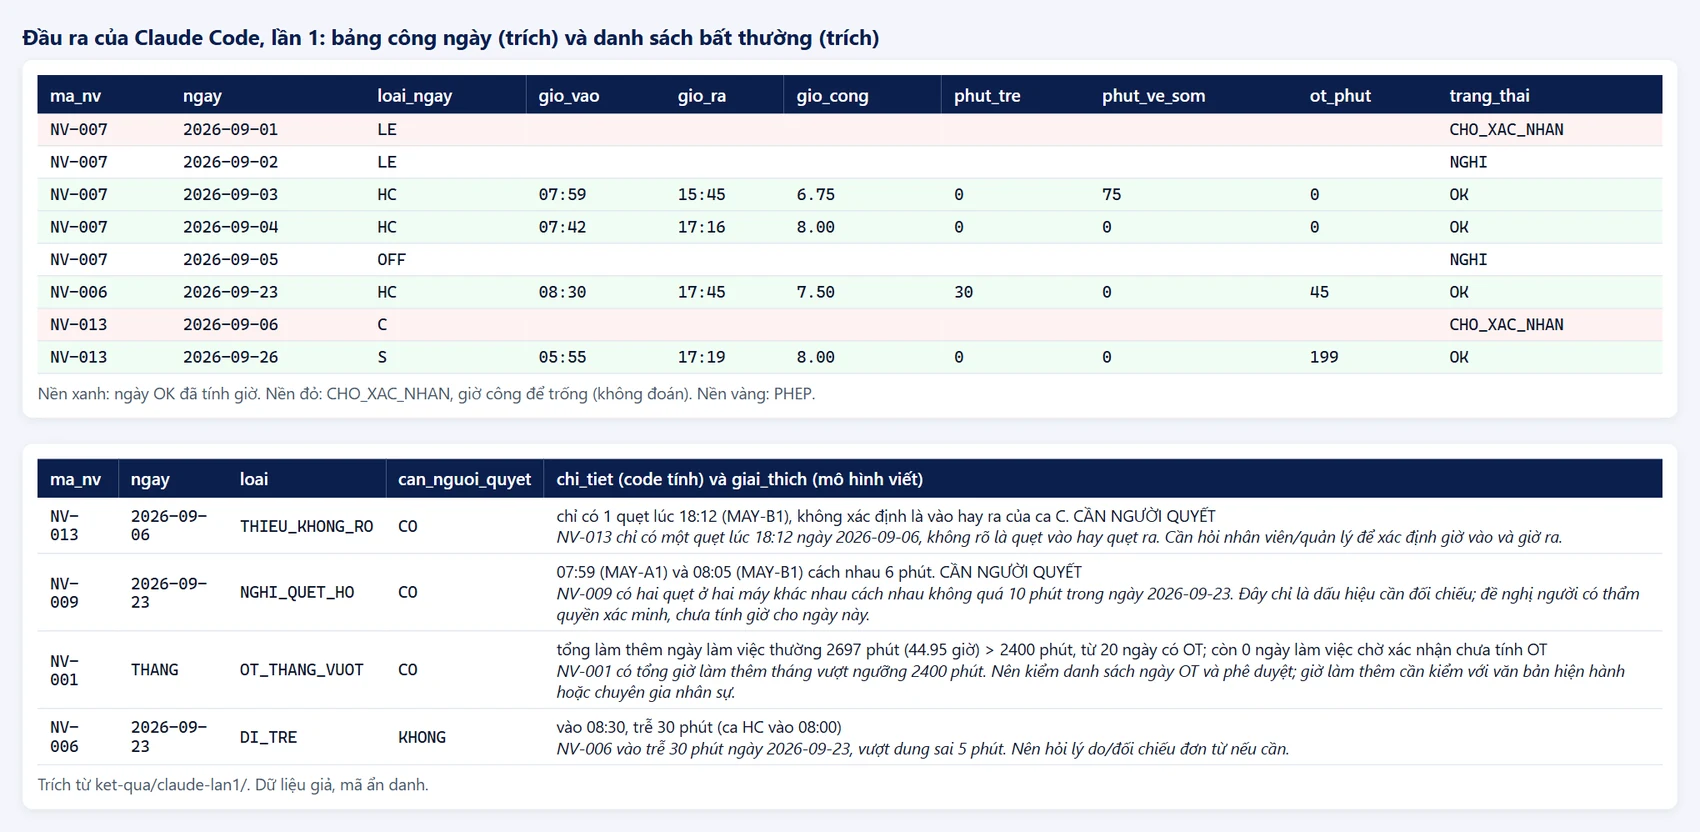 Đầu ra của Claude Code, lần 1: bảng công ngày (trích) và danh sách bất thường (trích)
ma_nv ngay loai_ngay gio_vao gio_ra gio_cong phut_tre phut_ve_som ot_phut trang_thai
NV-007 2026-09-01 LE CHO_XAC_NHAN
NV-007 2026-09-02 LE NGHI
NV-007 2026-09-03 HC 07:59 15:45 6.75 0 75 0 OK
NV-007 2026-09-04 HC 07:42 17:16 8.00 0 0 0 OK
NV-007 2026-09-05 OFF NGHI
NV-006 2026-09-23 HC 08:30 17:45 7.50 30 0 45 OK
NV-013 2026-09-06 C CHO_XAC_NHAN
NV-013 2026-09-26 S 05:55 17:19 8.00 0 0 199 OK
Nền xanh: ngày OK đã tính giờ. Nền đỏ: CHO_XAC_NHAN, giờ công để trống (không đoán). Nền vàng: PHEP.
ma_nv ngay loai can_nguoi_quyet chi_tiet (code tính) và giai_thich (mô hình viết)
NV-
013
2026-09-
06
THIEU_KHONG_RO
CO
chỉ có 1 quẹt lúc 18:12 (MAY-B1), không xác định là vào hay ra của ca C. CẦN NGƯỜI QUYẾT
NV-013 chỉ có một quẹt lúc 18:12 ngày 2026-09-06, không rõ là quẹt vào hay quẹt ra. Cần hỏi nhân viên/quản lý để xác định giờ vào và giờ ra.
NV-
009
2026-09-
23
NGHI_QUET_HO
CO
07:59 (MAY-A1) và 08:05 (MAY-B1) cách nhau 6 phút. CẦN NGƯỜI QUYẾT
NV-009 có hai quẹt ở hai máy khác nhau cách nhau không quá 10 phút trong ngày 2026-09-23. Đây chỉ là dấu hiệu cần đối chiếu; đề nghị người có thẩm
quyền xác minh, chưa tính giờ cho ngày này.
NV-
001
THANG
OT_THANG_VUOT
CO
tổng làm thêm ngày làm việc thường 2697 phút (44.95 giờ) > 2400 phút, từ 20 ngày có OT; còn 0 ngày làm việc chờ xác nhận chưa tính OT
NV-001 có tổng giờ làm thêm tháng vượt ngưỡng 2400 phút. Nên kiểm danh sách ngày OT và phê duyệt; giờ làm thêm cần kiểm với văn bản hiện hành
hoặc chuyên gia nhân sự.
NV-
006
2026-09-
23
DI_TRE
KHONG
vào 08:30, trễ 30 phút (ca HC vào 08:00)
NV-006 vào trễ 30 phút ngày 2026-09-23, vượt dung sai 5 phút. Nên hỏi lý do/đối chiếu đơn từ nếu cần.
Trích từ ket-qua/claude-lan1/. Dữ liệu giả, mã ẩn danh.